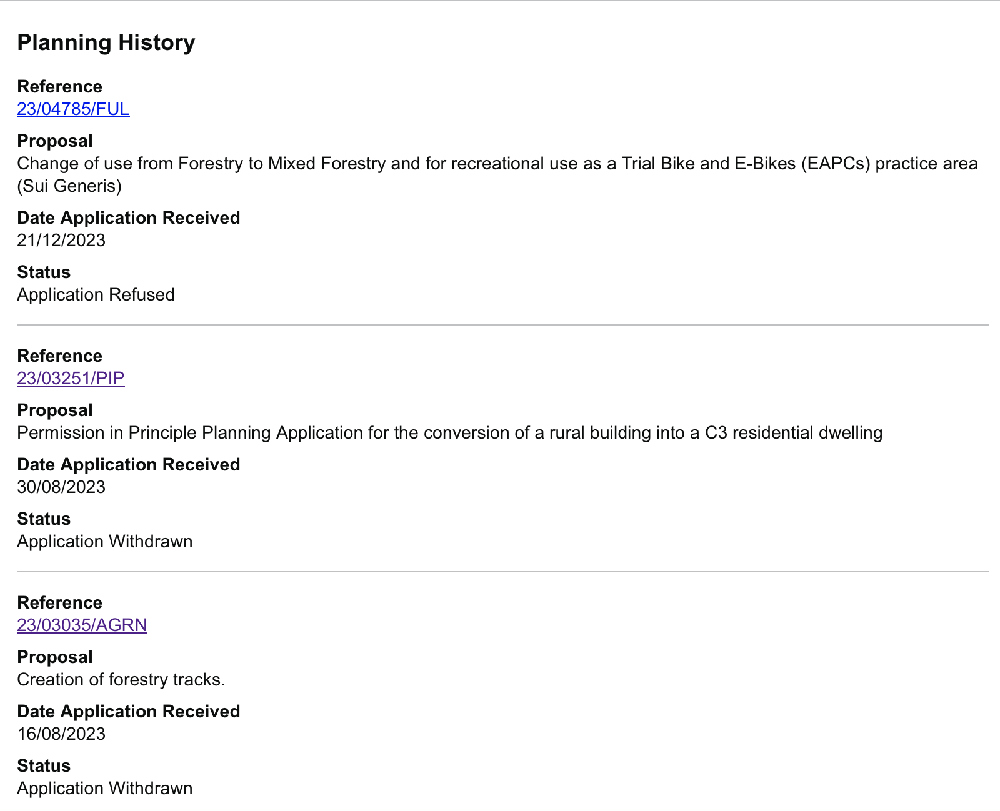 Planning History
Reference
23/04785/FUL
Proposal
Change of use from Forestry to Mixed Forestry and for recreational use as a Trial Bike and E-Bikes (EAPCs) practice area
(Sui Generis)
Date Application Received
21/12/2023
Status
Application Refused
Reference
23/03251/PIP
Proposal
Permission in Principle Planning Application for the conversion of a rural building into a C3 residential dwelling
Date Application Received
30/08/2023
Status
Application Withdrawn
Reference
23/03035/AGRN
Proposal
Creation of forestry tracks.
Date Application Received
16/08/2023
Status
Application Withdrawn